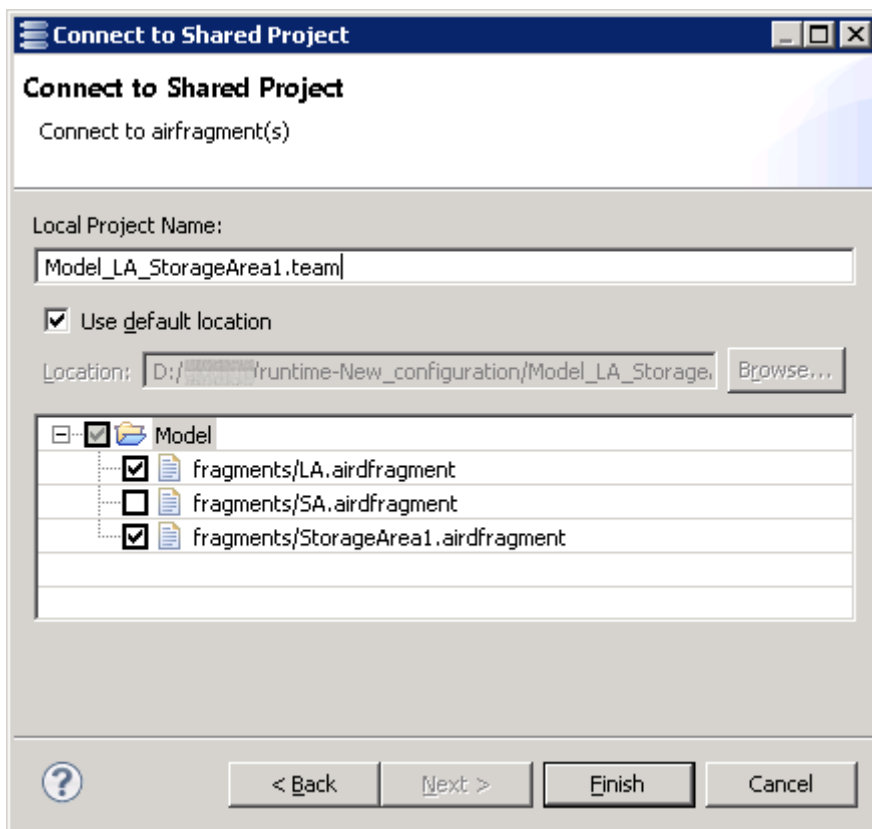 Connect to Shared Project
Connect to Shared Project
Connect to airfragment(s)
Local Project Name:
Model_LA_StorageArea1.team
Use default location
Location: D:/ /runtime-New_configuration/Model_LA_Storage Browse...
Model
fragments/LA.airdfragment
fragments/SA.airdfragment
fragments/StorageArea1.airdfragment
? < Back Next > Finish Cancel